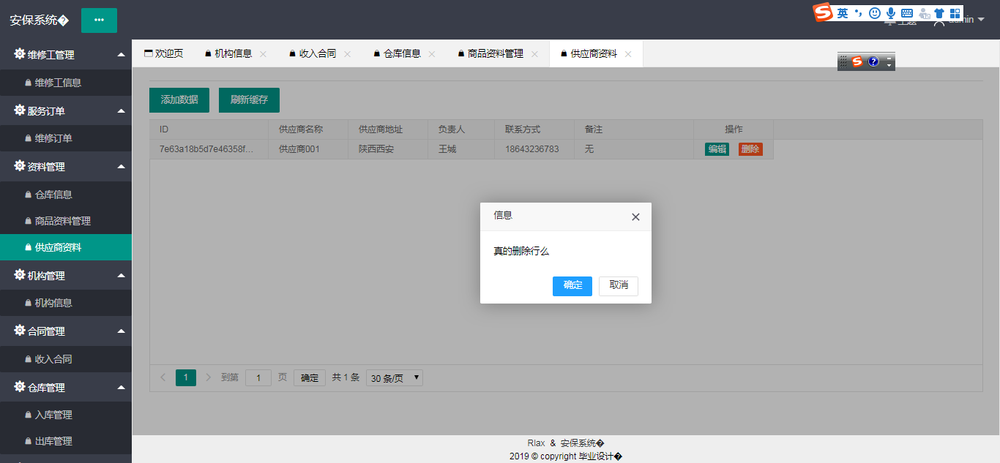 安保系统�
•••
英
主题
admin
维修工管理
维修工信息
服务订单
维修订单
资料管理
仓库信息
商品资料管理
供应商资料
机构管理
机构信息
合同管理
收入合同
仓库管理
入库管理
出库管理
欢迎页 机构信息 收入合同 仓库信息 商品资料管理 供应商资料
添加数据 刷新缓存
ID 供应商名称 供应商地址 负责人 联系方式 备注 操作
7e63a18b5d7e46358f... 供应商001 陕西西安 王城 18643236783 无 编辑 删除
信息
真的删除行么
确定 取消
1 到第 1 页 确定 共 1 条 30 条/页
Rlax & 安保系统�
2019 © copyright 毕业设计�